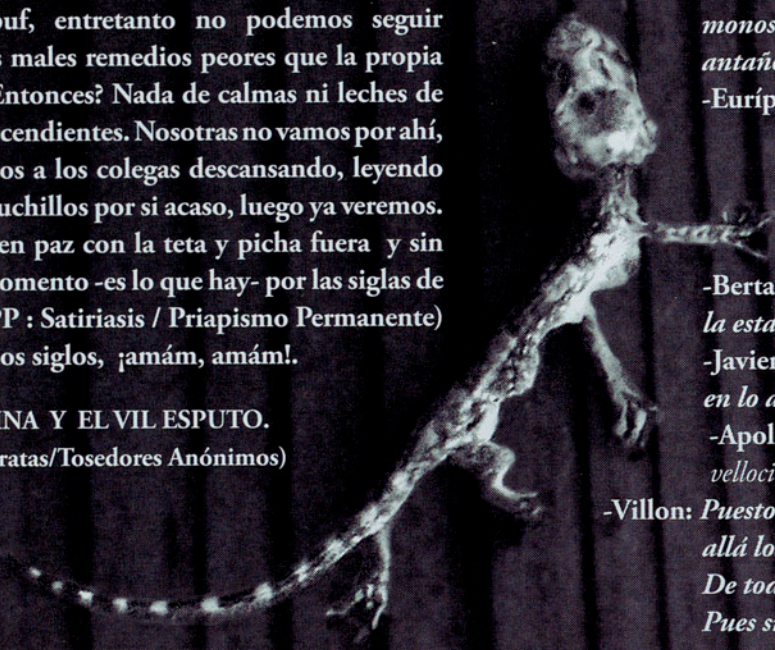 ouf, entretanto no podemos seguir
s males remedios peores que la propia
Entonces? Nada de calmas ni leches de
cendientes. Nosotras no vamos por ahí,
os a los colegas descansando, leyendo
uchillos por si acaso, luego ya veremos.
en paz con la teta y picha fuera y sin
omento -es lo que hay- por las siglas de
PP : Satiriasis / Priapismo Permanente)
os siglos, ¡amám, amám!.
INA Y EL VIL ESPUTO.
ratas/Tosedores Anónimos)
monos
antaño
-Euríp
-Berta
la esta
-Javier
en lo a
-Apol
velloci
-Villon: Puesto
allá lo
De tod
Pues si